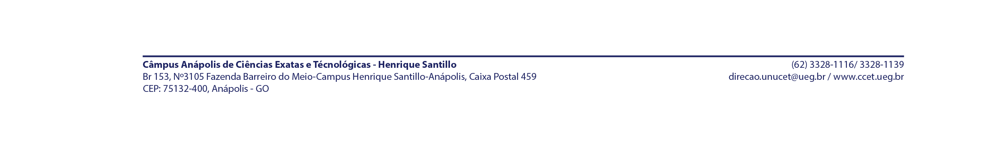 Câmpus Anápolis de Ciências Exatas e Técnológicas - Henrique Santillo
Br 153, Nº3105 Fazenda Barreiro do Meio-Campus Henrique Santillo-Anápolis, Caixa Postal 459
CEP: 75132-400, Anápolis - GO
(62) 3328-1116/ 3328-1139
direcao.unucet@ueg.br / www.ccet.ueg.br